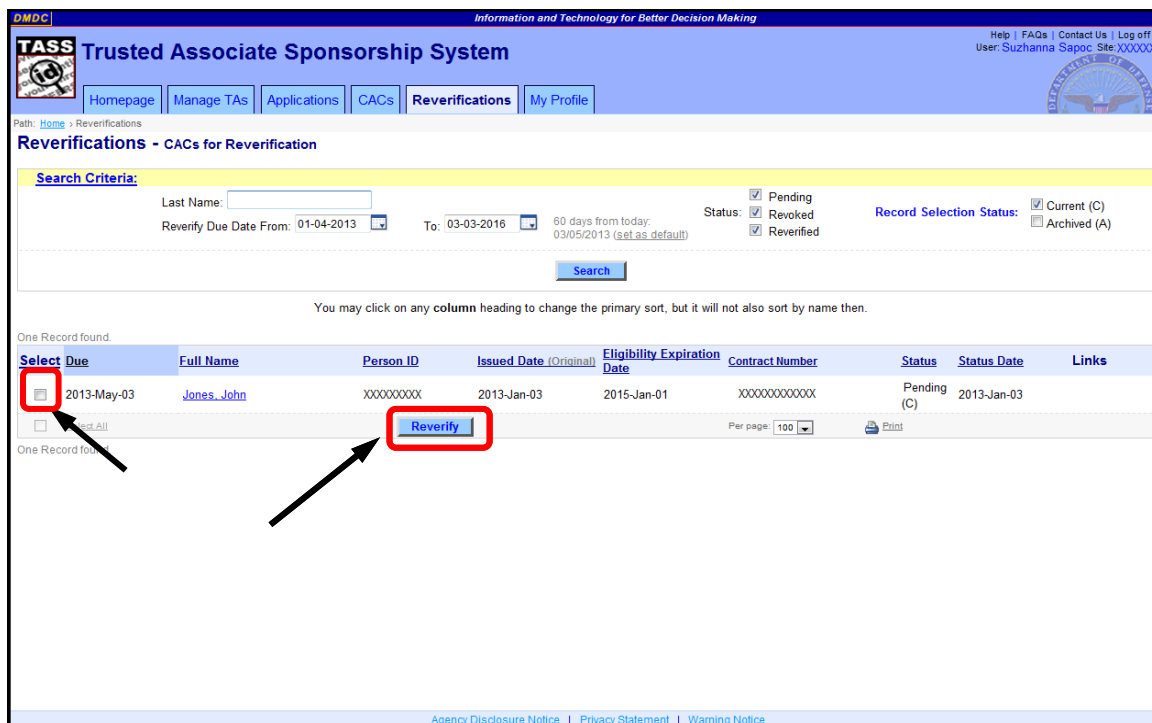 DMDC
Information and Technology for Better Decision Making
TASS
Trusted Associate Sponsorship System
Help | FAQs | Contact Us | Log off
User: Suzhanna Sapoc Site: XXXXX
Homepage Manage TAs Applications CACs Reverifications My Profile
Path: Home › Reverifications
Reverifications - CACs for Reverification
Search Criteria:
Last Name:
Reverify Due Date From: 01-04-2013 To: 03-03-2016
60 days from today:
03/05/2013 (set as default)
Status:
Pending
Revoked
Reverified
Record Selection Status:
Current (C)
Archived (A)
Search
You may click on any column heading to change the primary sort, but it will not also sort by name then.
One Record found.
Select Due Full Name Person ID Issued Date (Original) Eligibility Expiration Date Contract Number Status Status Date Links
2013-May-03 Jones, John XXXXXXXXX 2013-Jan-03 2015-Jan-01 XXXXXXXXXXXX Pending (C) 2013-Jan-03
Select All Reverify Per page: 100 Print
One Record found.
Agency Disclosure Notice | Privacy Statement | Warning Notice